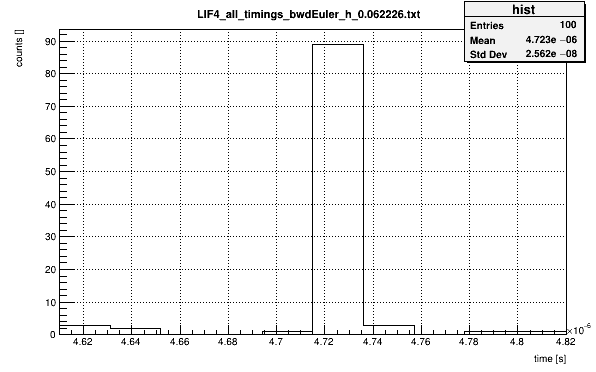 LIF4_all_timings_bwdEuler_h_0.062226.txt
hist
Entries 100
Mean 4.723e −06
Std Dev 2.562e −08
counts []
90
80
70
60
50
40
30
20
10
0
4.62 4.64 4.66 4.68 4.7 4.72 4.74 4.76 4.78 4.8 4.82
×10⁻⁶
time [s]